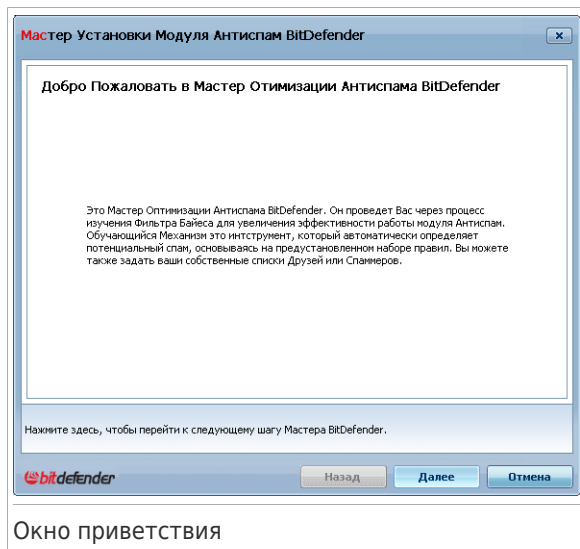 Мастер Установки Модуля Антиспам BitDefender
Добро Пожаловать в Мастер Отимизации Антиспама BitDefender
Это Мастер Оптимизации Антиспама BitDefender. Он проведет Вас через процесс
изучения Фильтра Байеса для увеличения эффективности работы модуля Антиспам.
Обучающийся Механизм это интструмент, который автоматически определяет
потенциальный спам, основываясь на предустановленном наборе правил. Вы можете
также задать ваши собственные списки Друзей или Спаммеров.
Нажмите здесь, чтобы перейти к следующему шагу Мастера BitDefender.
bitdefender
Назад
Далее
Отмена
Окно приветствия